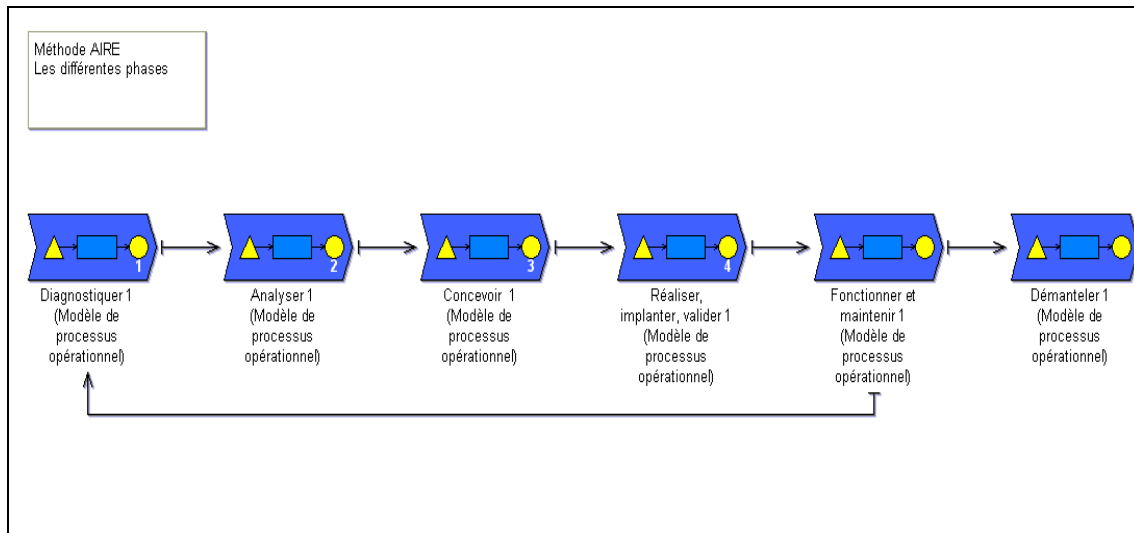 Méthode AIRE
Les différentes phases
1
2
3
4
Diagnostiquer 1
(Modèle de
processus
opérationnel)
Analyser 1
(Modèle de
processus
opérationnel)
Concevoir 1
(Modèle de
processus
opérationnel)
Réaliser,
implanter, valider 1
(Modèle de
processus
opérationnel)
Fonctionner et
maintenir 1
(Modèle de
processus
opérationnel)
Démanteler 1
(Modèle de
processus
opérationnel)